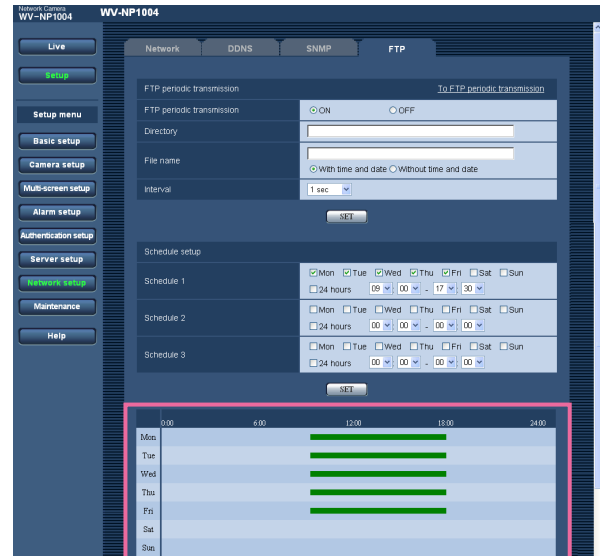 Network Camera
WV-NP1004
WV-NP1004
Live
Setup
Setup menu
Basic setup
Camera setup
Multi-screen setup
Alarm setup
Authentication setup
Server setup
Network setup
Maintenance
Help
Network DDNS SNMP FTP
FTP periodic transmission To FTP periodic transmission
FTP periodic transmission ON OFF
Directory
File name
With time and date Without time and date
Interval 1 sec
SET
Schedule setup
Schedule 1
Mon Tue Wed Thu Fri Sat Sun
24 hours 09 : 00 - 17 : 30
Schedule 2
Mon Tue Wed Thu Fri Sat Sun
24 hours 00 : 00 - 00 : 00
Schedule 3
Mon Tue Wed Thu Fri Sat Sun
24 hours 00 : 00 - 00 : 00
SET
0:00 6:00 12:00 18:00 24:00
Mon
Tue
Wed
Thu
Fri
Sat
Sun